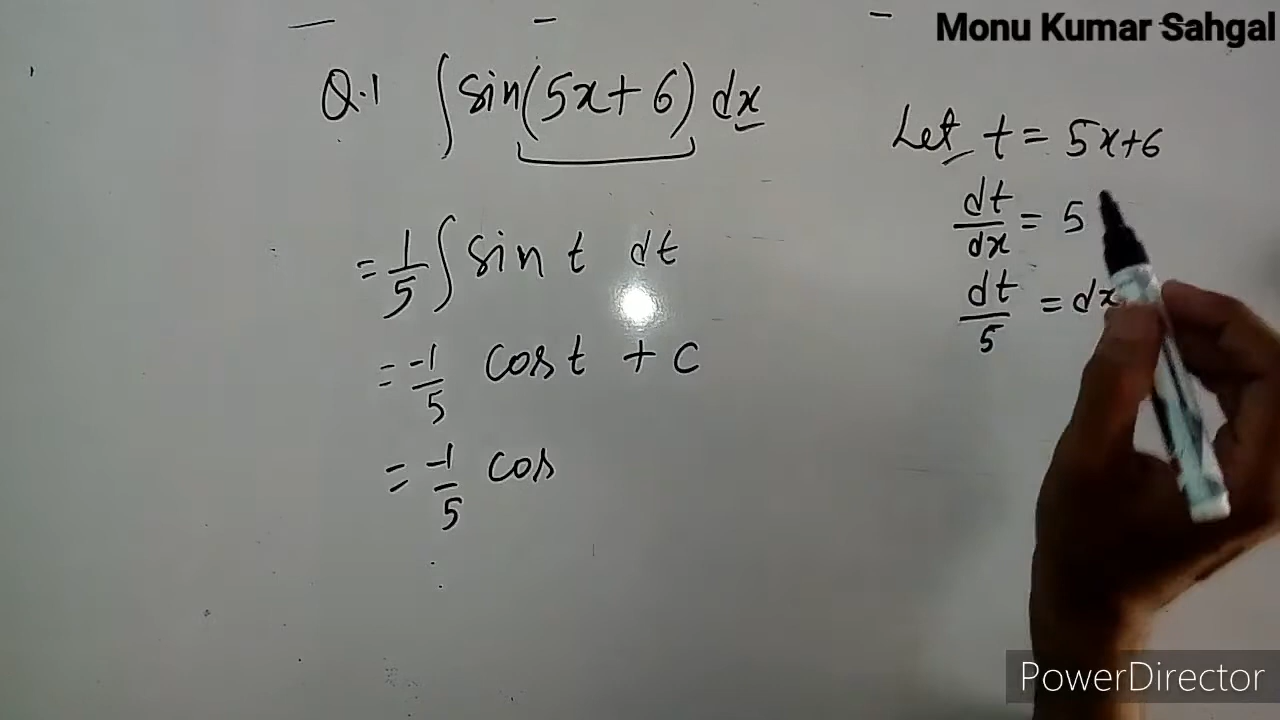 Monu Kumar Sahgal
Q.1 ∫ sin(5x+6) dx
Let t = 5x+6
dt/dx = 5
dt/5 = dx
= 1/5 ∫ sin t dt
= -1/5 cos t + c
= -1/5 cos
PowerDirector